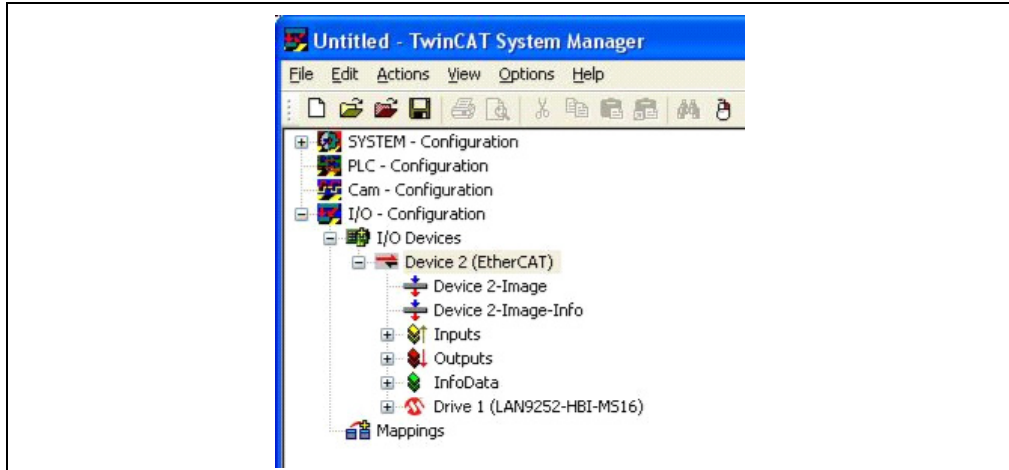 Untitled - TwinCAT System Manager
File Edit Actions View Options Help
SYSTEM - Configuration
PLC - Configuration
Cam - Configuration
I/O - Configuration
I/O Devices
Device 2 (EtherCAT)
Device 2-Image
Device 2-Image-Info
Inputs
Outputs
InfoData
Drive 1 (LAN9252-HBI-MS16)
Mappings